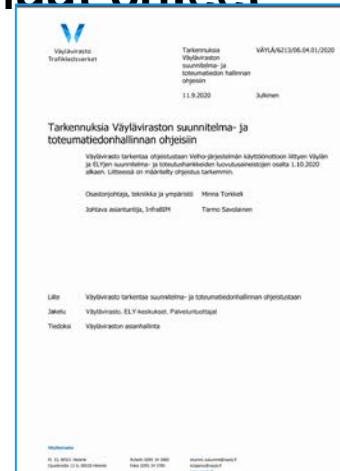 Väylävirasto
Trafikledsverket
Tarkennuksia
Väyläviraston
suunnitelma- ja
toteumatiedon hallinnan
ohjeisiin
VÄYLÄ/6213/06.04.01/2020
11.9.2020
Julkinen
Tarkennuksia Väyläviraston suunnitelma- ja
toteumatiedonhallinnan ohjeisiin
Väylävirasto tarkentaa ohjeistustaan Velho-järjestelmän käyttöönottoon liittyen Väylän
ja ELYjen suunnitelma- ja toteutushankkeiden luovutusaineistojen osalta 1.10.2020
alkaen. Liitteessä on määritelty ohjeistus tarkemmin.
Osastonjohtaja, tekniikka ja ympäristö Minna Torkkeli
Johtava asiantuntija, InfraBIM Tarmo Savolainen
Liite Väylävirasto tarkentaa suunnitelma- ja toteumatiedonhallinnan ohjeistustaan
Jakelu Väylävirasto, ELY-keskukset, Palveluntuottajat
Tiedoksi Väyläviraston asianhallinta
Väylävirasto